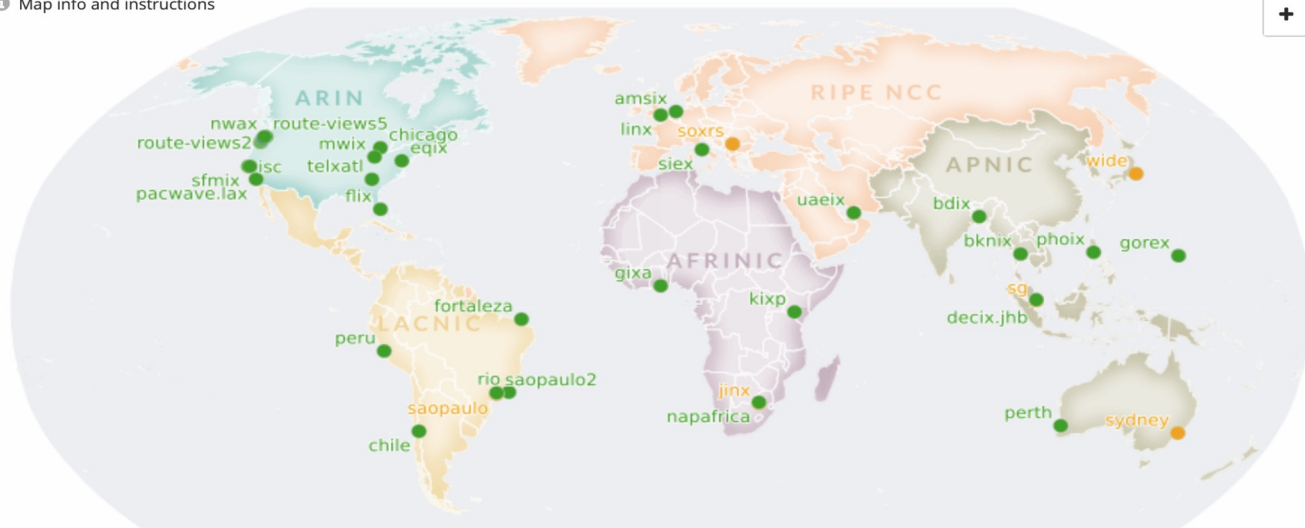 Map info and instructions
+
ARIN
RIPE NCC
amsix
nwax
route-views5
linx
soxrs
route-views2
mwix
chicago
eqix
APNIC
wide
isc
telxatl
siex
sfmix
pacwave.lax
flix
uaeix
bdix
bknix
phoix
gorex
AFRINIC
gixa
kixp
sg
fortaleza
decix.jhb
LACNIC
peru
rio
saopaulo2
jinx
saopaulo
napafrica
perth
sydney
chile